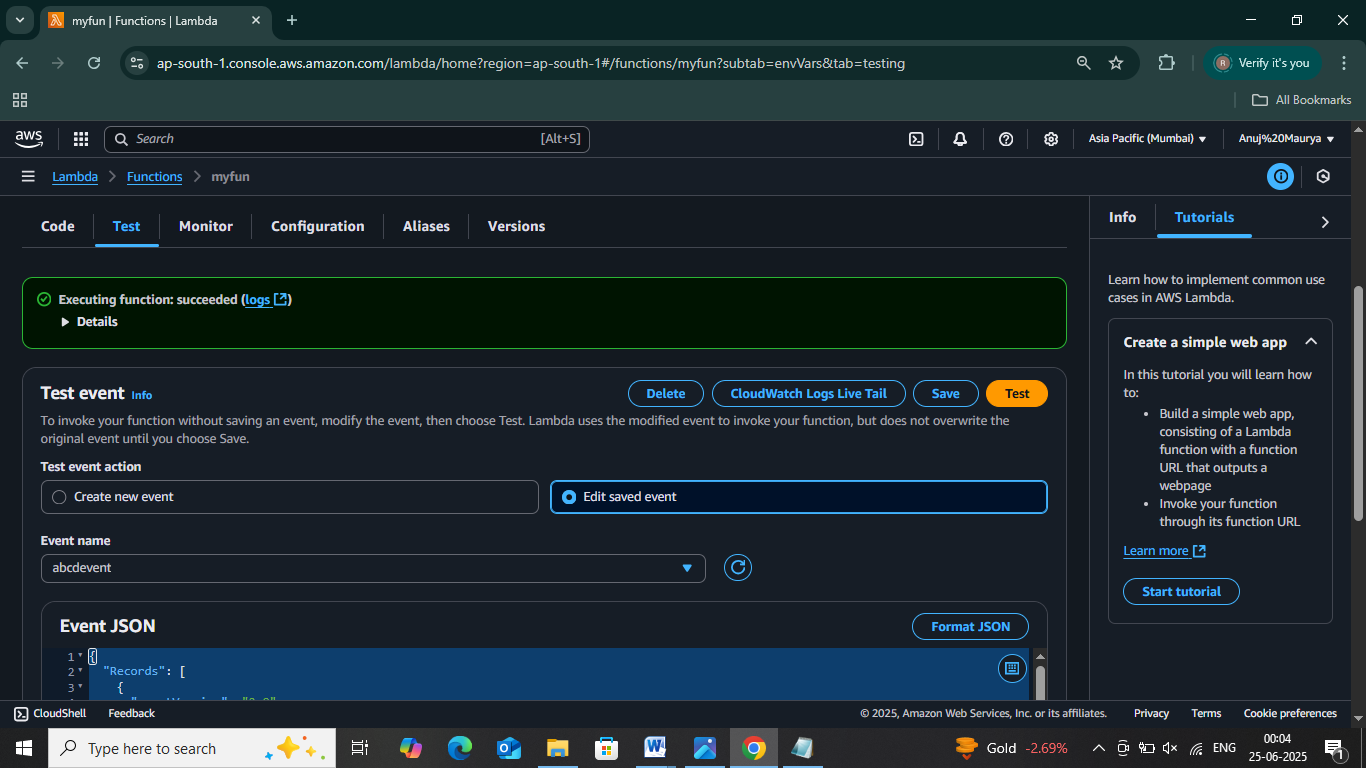 myfun | Functions | Lambda
ap-south-1.console.aws.amazon.com/lambda/home?region=ap-south-1#/functions/myfun?subtab=envVars&tab=testing
R
Verify it's you
All Bookmarks
aws
Search
[Alt+S]
Asia Pacific (Mumbai)
Anuj%20Maurya
Lambda
Functions
myfun
Code
Test
Monitor
Configuration
Aliases
Versions
Executing function: succeeded (logs)
Details
Test event Info
Delete
CloudWatch Logs Live Tail
Save
Test
To invoke your function without saving an event, modify the event, then choose Test. Lambda uses the modified event to invoke your function, but does not overwrite the
original event until you choose Save.
Test event action
Create new event
Edit saved event
Event name
abcdevent
Event JSON
Format JSON
1 {
2 "Records": [
3 {
Info
Tutorials
Learn how to implement common use
cases in AWS Lambda.
Create a simple web app
In this tutorial you will learn how
to:
• Build a simple web app,
consisting of a Lambda
function with a function
URL that outputs a
webpage
• Invoke your function
through its function URL
Learn more
Start tutorial
CloudShell
Feedback
© 2025, Amazon Web Services, Inc. or its affiliates.
Privacy
Terms
Cookie preferences
Type here to search
Gold -2.69%
ENG
00:04
25-06-2025
1